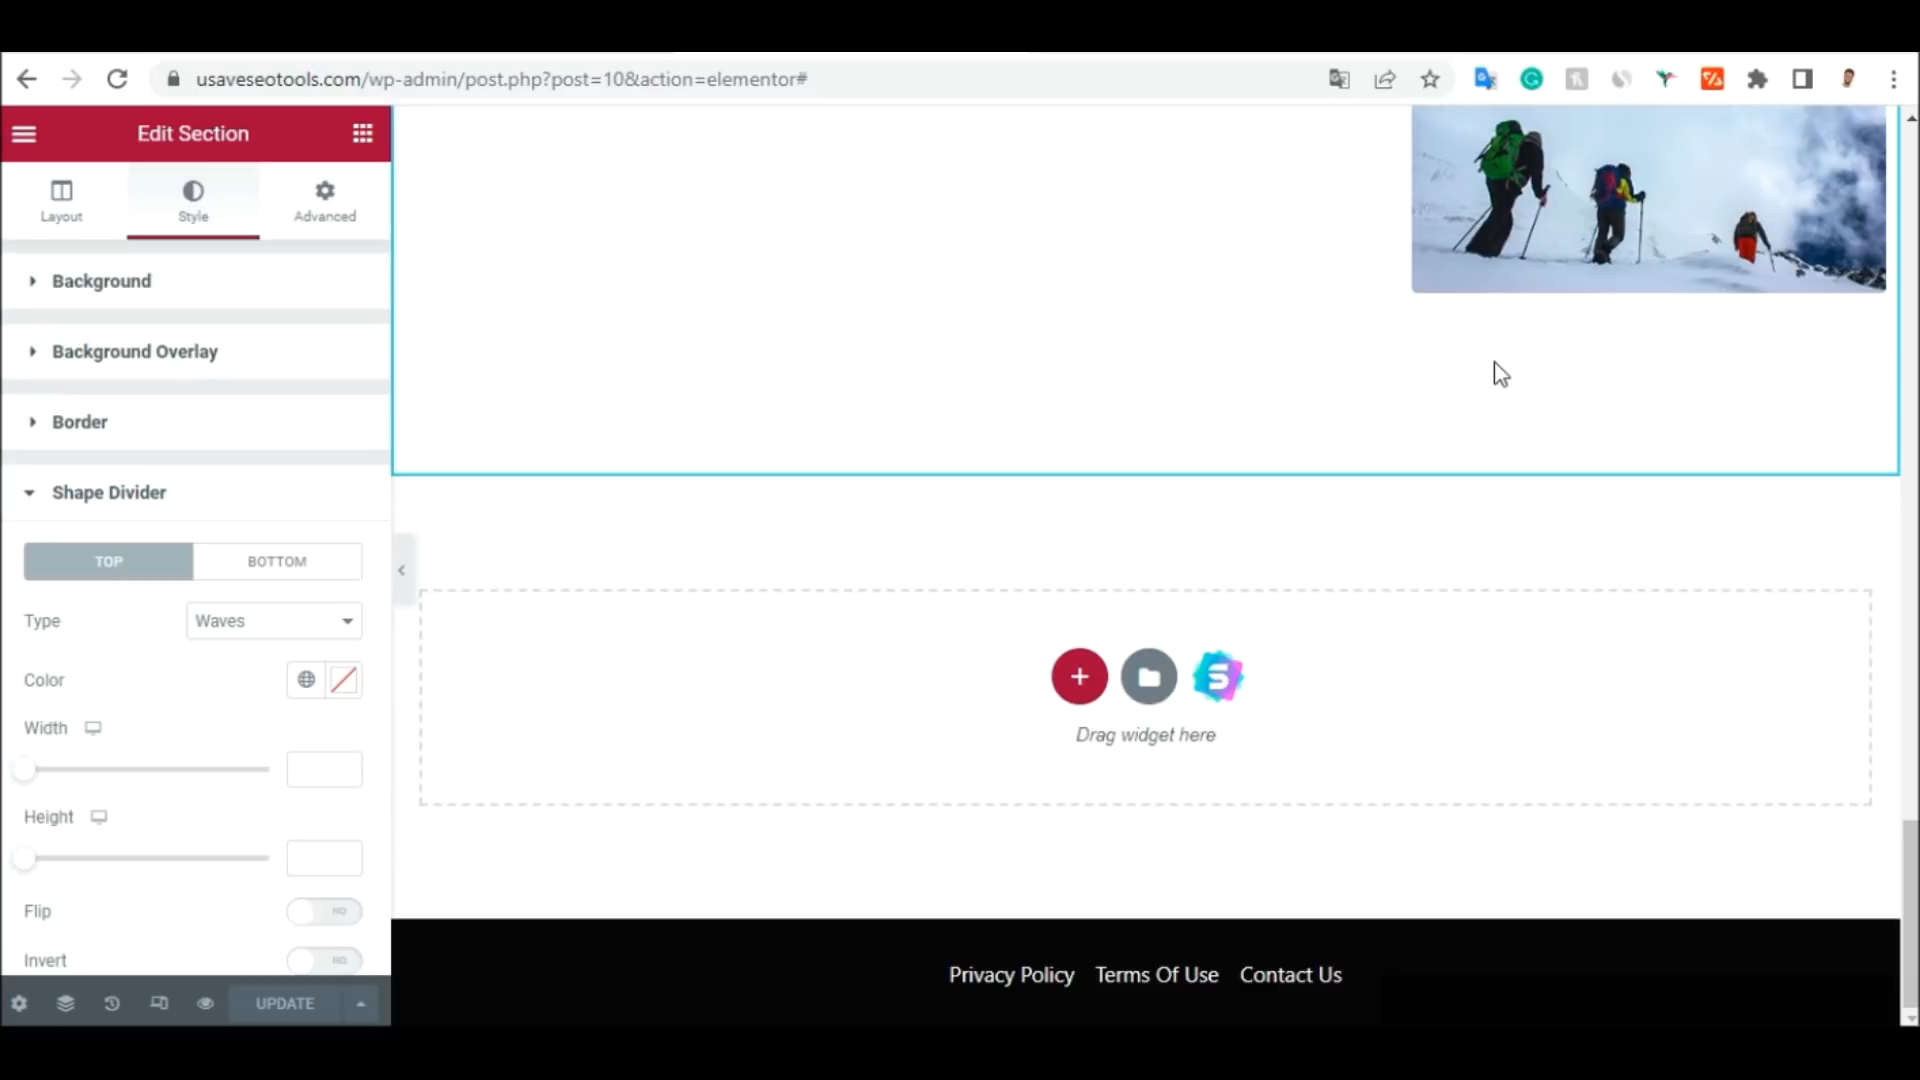 usaveseotools.com/wp-admin/post.php?post=10&action=elementor#
Edit Section
Layout
Style
Advanced
Background
Background Overlay
Border
Shape Divider
TOP
BOTTOM
Type
Waves
Color
Width
Height
Flip
NO
Invert
NO
UPDATE
S
Drag widget here
Privacy Policy
Terms Of Use
Contact Us